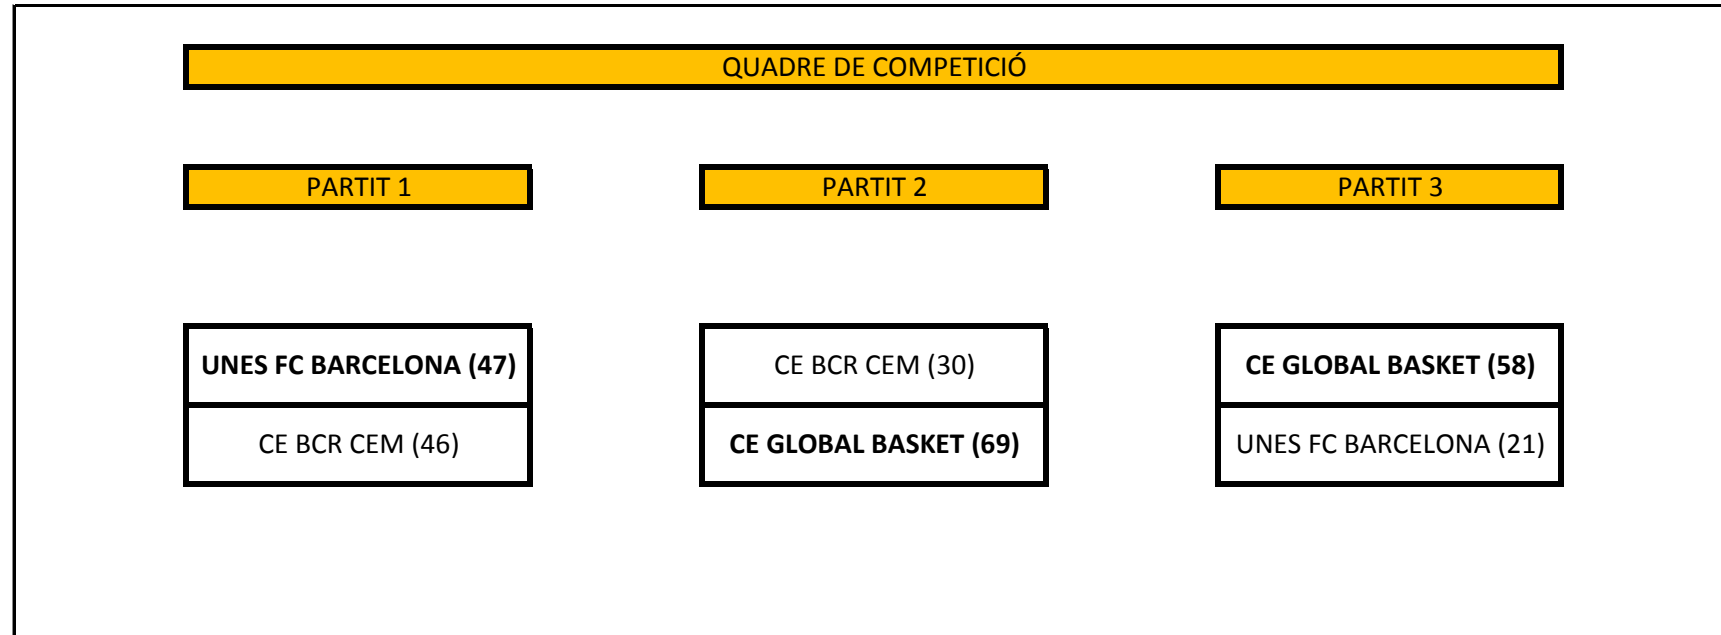 QUADRE DE COMPETICIÓ
PARTIT 1
PARTIT 2
PARTIT 3
UNES FC BARCELONA (47)
CE BCR CEM (46)
CE BCR CEM (30)
CE GLOBAL BASKET (69)
CE GLOBAL BASKET (58)
UNES FC BARCELONA (21)